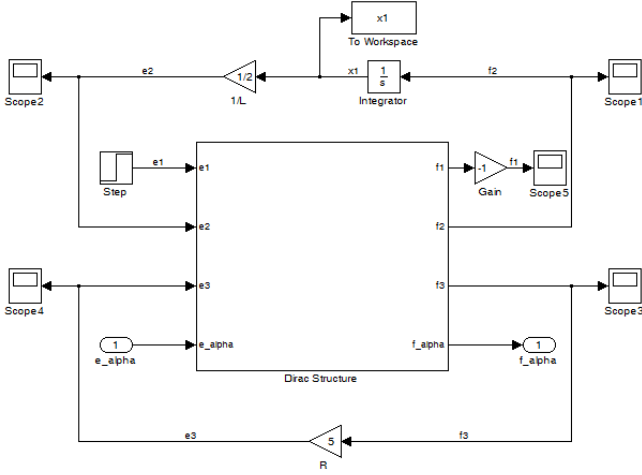 x1
To Workspace
e2
1/2
x1
1
s
f2
Scope2
1/L
Integrator
Scope1
e1
e1
f1
-1
f1
Step
Gain
Scope5
e2
f2
e3
f3
Scope4
Scope3
1
e_alpha
f_alpha
1
e_alpha
f_alpha
Dirac Structure
e3
5
f3
R